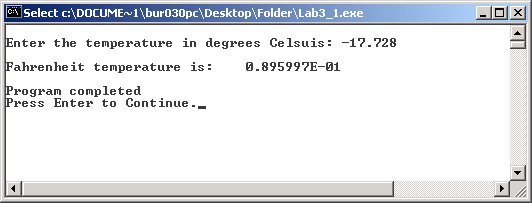 Select c:\DOCUME~1\bur030pc\Desktop\Folder\Lab3_1.exe
Enter the temperature in degrees Celsuis: -17.728
Fahrenheit temperature is: 0.895997E-01
Program completed
Press Enter to Continue._